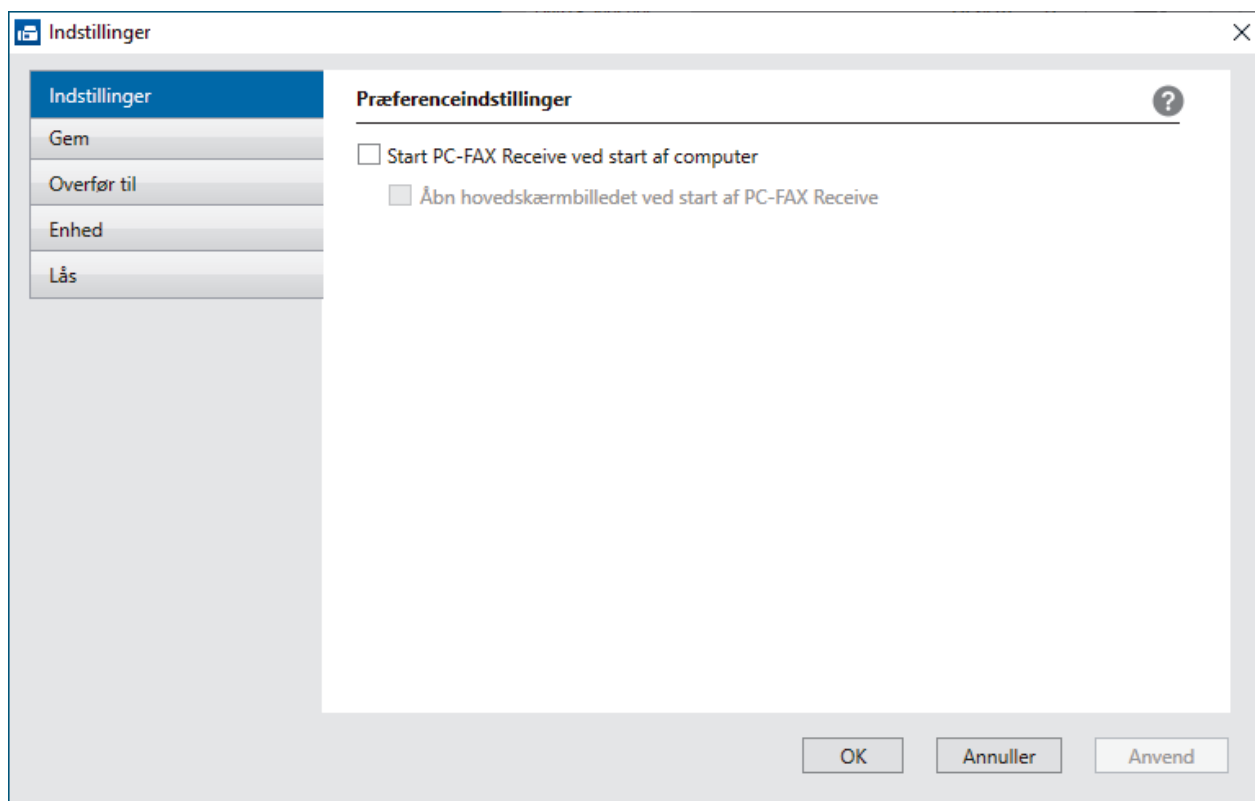 Indstillinger
Indstillinger
Gem
Overfør til
Enhed
Lås
Præferenceindstillinger
?
Start PC-FAX Receive ved start af computer
Åbn hovedskærmbilledet ved start af PC-FAX Receive
OK
Annuller
Anvend